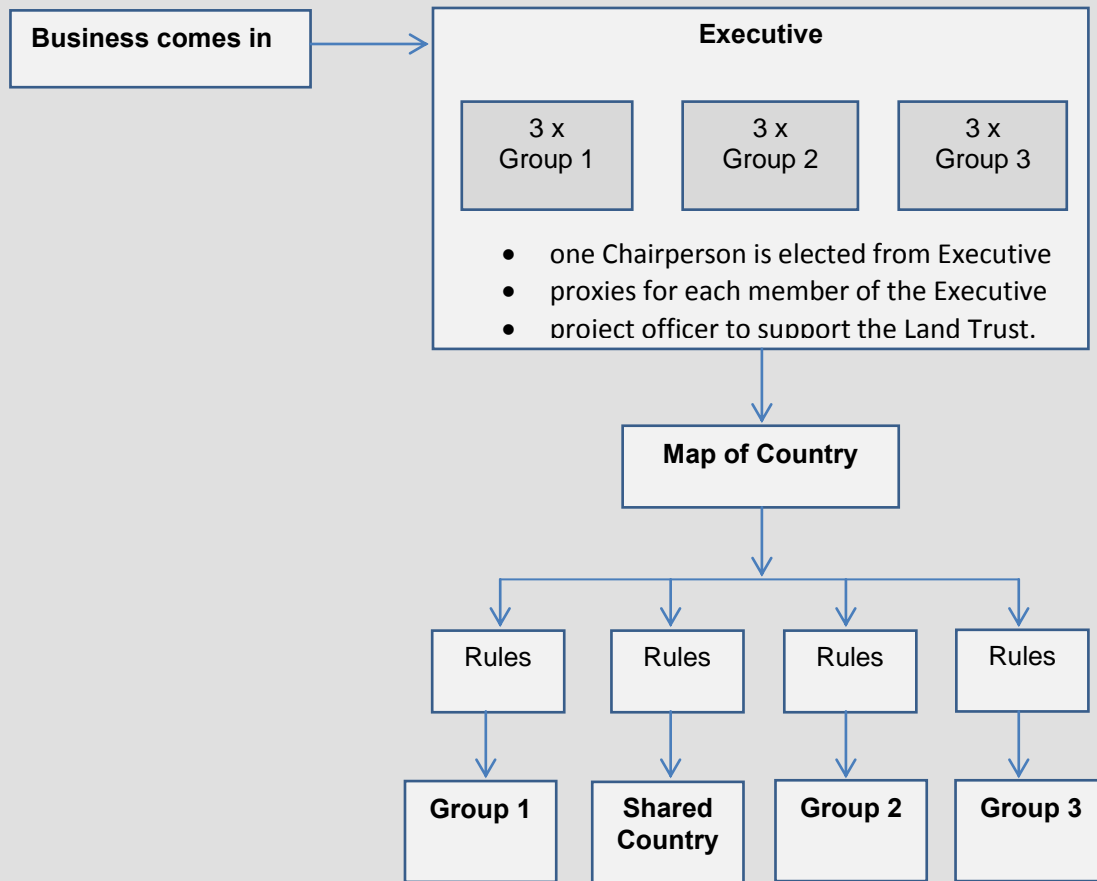 Business comes in
Executive
3 x
Group 1
3 x
Group 2
3 x
Group 3
• one Chairperson is elected from Executive
• proxies for each member of the Executive
• project officer to support the Land Trust.
Map of Country
Rules
Rules
Rules
Rules
Group 1
Shared
Country
Group 2
Group 3